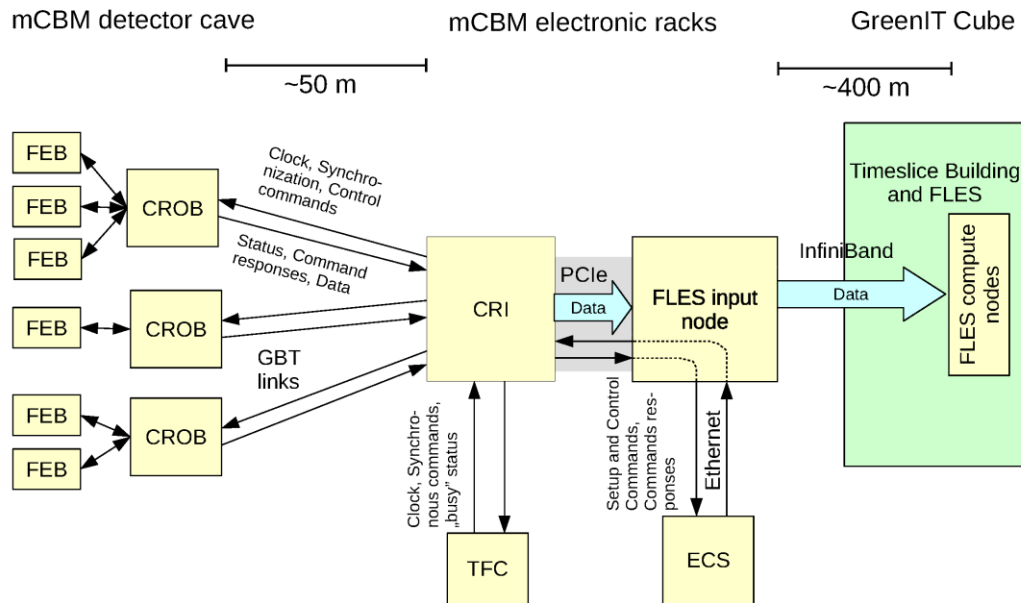 mCBM detector cave
mCBM electronic racks
GreenIT Cube
~50 m
~400 m
FEB
FEB
FEB
CROB
Clock, Synchro-
nization, Control
commands
Status, Command
responses, Data
FEB
CROB
GBT
links
FEB
FEB
CROB
CRI
PCIe
Data
FLES input
node
InfiniBand
Data
Timeslice Building
and FLES
FLES compute
nodes
Clock, Synchro-
nous commands,
„busy” status
Setup and Control
Commands,
Commands res-
ponses
Ethernet
TFC
ECS